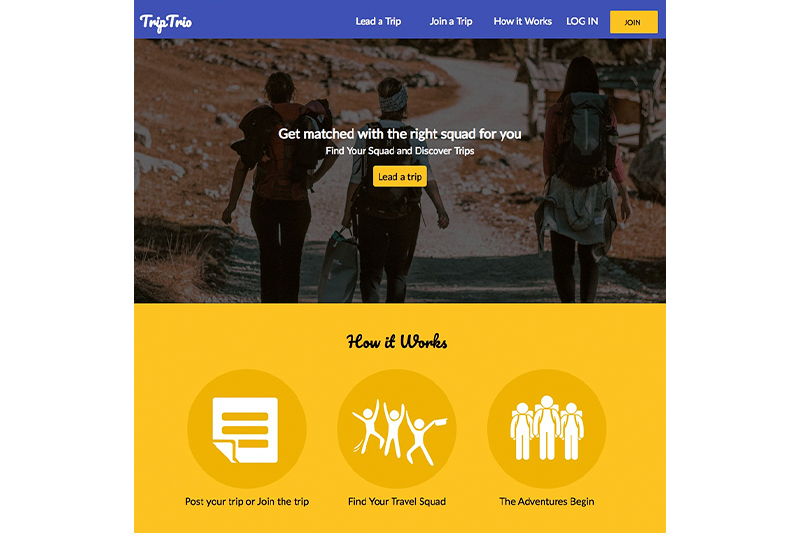 TripTrio
Lead a Trip
Join a Trip
How it Works
LOG IN
JOIN
Get matched with the right squad for you
Find Your Squad and Discover Trips
Lead a trip
How it Works
Post your trip or Join the trip
Find Your Travel Squad
The Adventures Begin